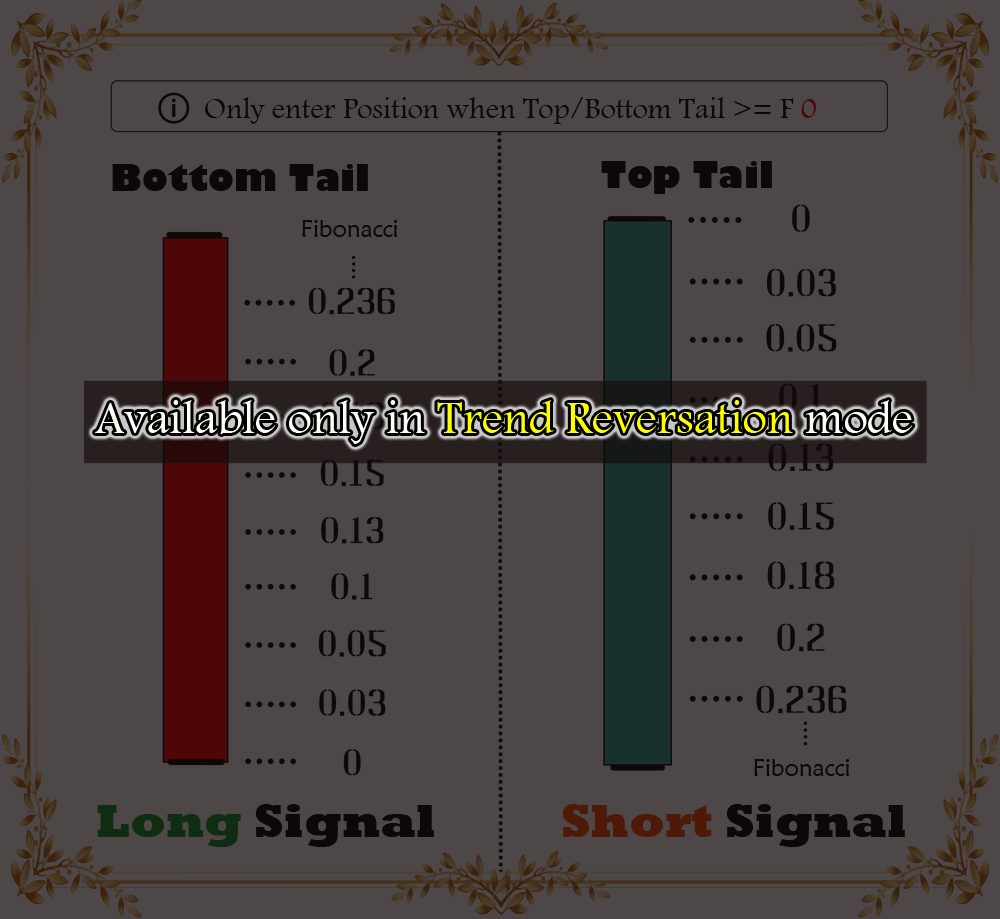 Only enter Position when Top/Bottom Tail >= F 0
Bottom Tail
Fibonacci
0.236
0.2
0.15
0.13
0.1
0.05
0.03
0
Long Signal
Top Tail
0
0.03
0.05
0.1
0.13
0.15
0.18
0.2
0.236
Fibonacci
Short Signal
Available only in Trend Reversation mode